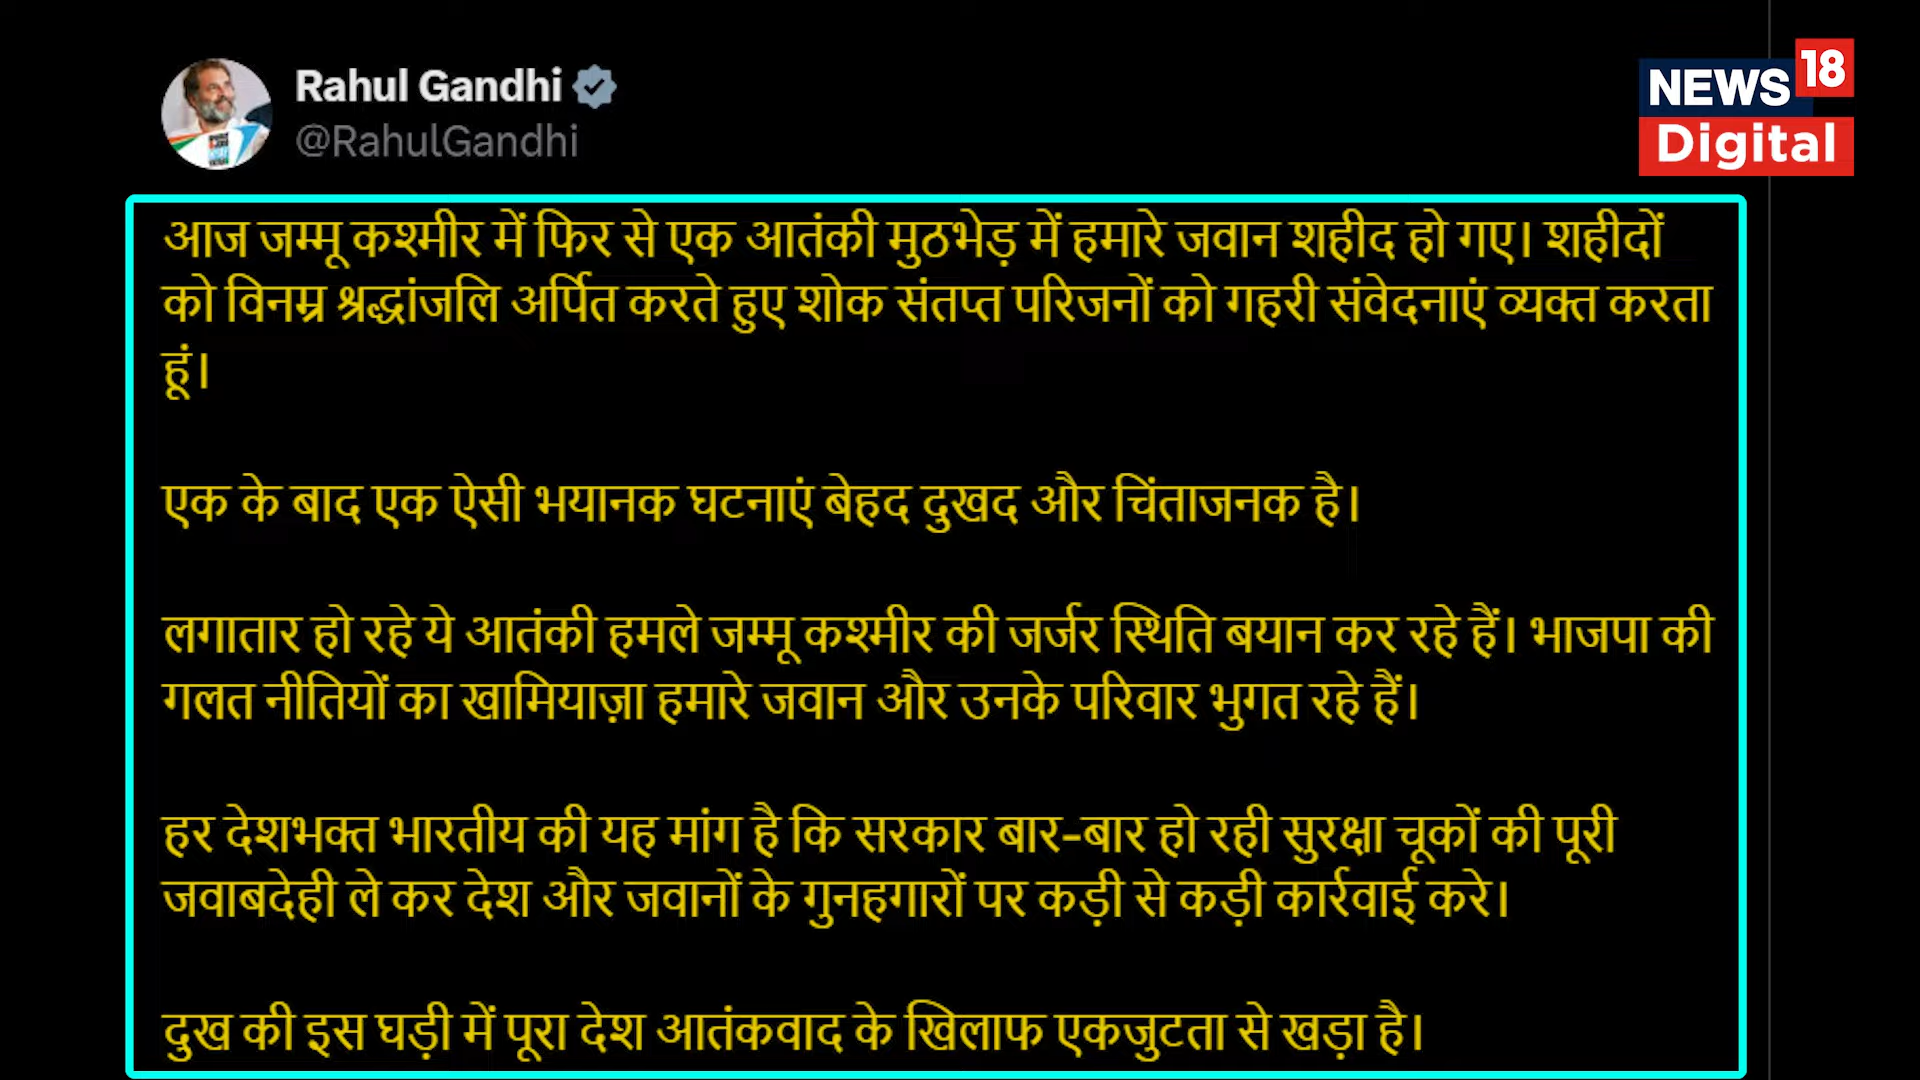 Rahul Gandhi
@RahulGandhi
NEWS 18
Digital
आज जम्मू कश्मीर में फिर से एक आतंकी मुठभेड़ में हमारे जवान शहीद हो गए। शहीदों
को विनम्र श्रद्धांजलि अर्पित करते हुए शोक संतप्त परिजनों को गहरी संवेदनाएं व्यक्त करता
हूं।
एक के बाद एक ऐसी भयानक घटनाएं बेहद दुखद और चिंताजनक है।
लगातार हो रहे ये आतंकी हमले जम्मू कश्मीर की जर्जर स्थिति बयान कर रहे हैं। भाजपा की
गलत नीतियों का खामियाज़ा हमारे जवान और उनके परिवार भुगत रहे हैं।
हर देशभक्त भारतीय की यह मांग है कि सरकार बार-बार हो रही सुरक्षा चूकों की पूरी
जवाबदेही ले कर देश और जवानों के गुनहगारों पर कड़ी से कड़ी कार्रवाई करे।
दुख की इस घड़ी में पूरा देश आतंकवाद के खिलाफ एकजुटता से खड़ा है।